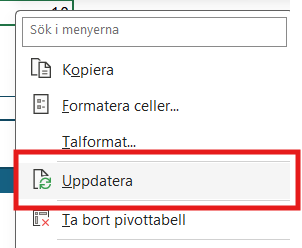 Sök i menyerna
Kopiera
Formatera celler...
Talformat...
Uppdatera
Ta bort pivottabell